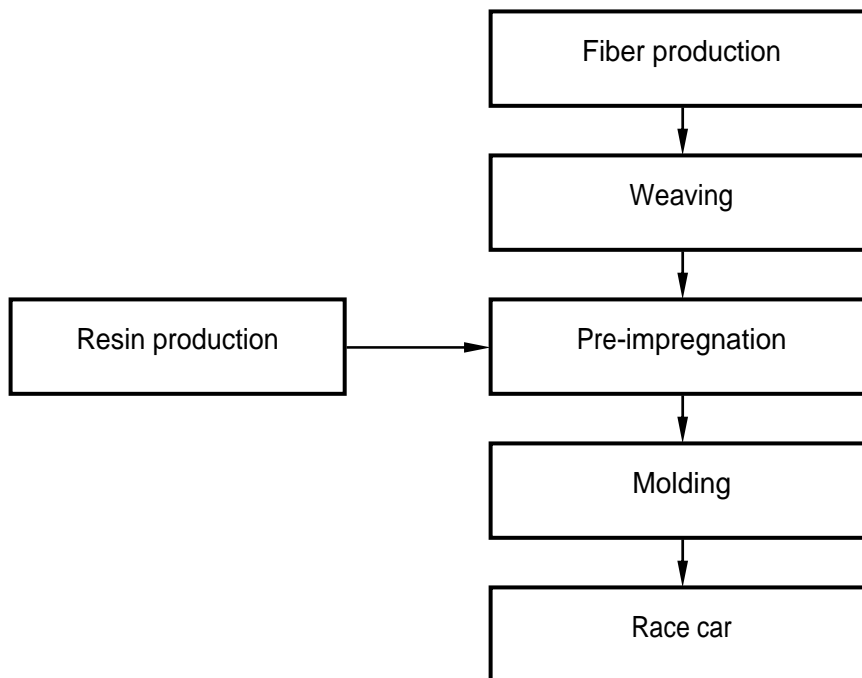 Fiber production
Weaving
Resin production
Pre-impregnation
Molding
Race car